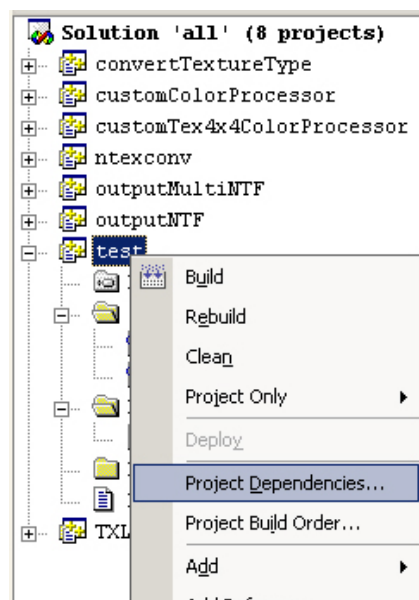 Solution 'all' (8 projects)
convertTextureType
customColorProcessor
customTex4x4ColorProcessor
ntexconv
outputMultiNTF
outputNTF
test
Build
Rebuild
Clean
Project Only
Deploy
Project Dependencies...
Project Build Order...
TXL
Add